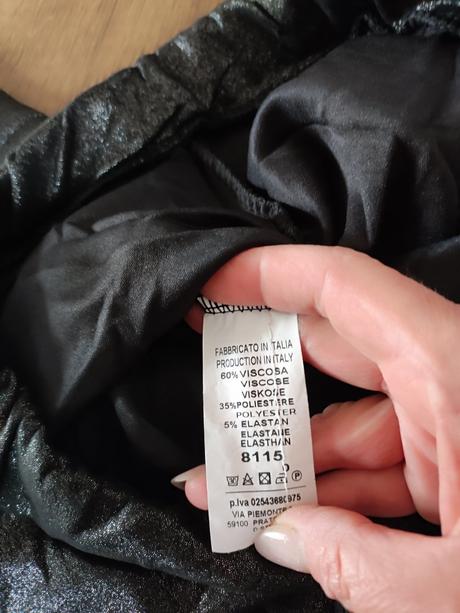 FABBRICATO IN ITALIA
PRODUCTION IN ITALY
60% VISCOSA
VISCOSE
VISKOSE
35% POLIESTERE
POLYESTER
5% ELASTAN
ELASTANE
ELASTHAN
8115
P
p.Iva
VIA PIEMONTE
59100 PRATO